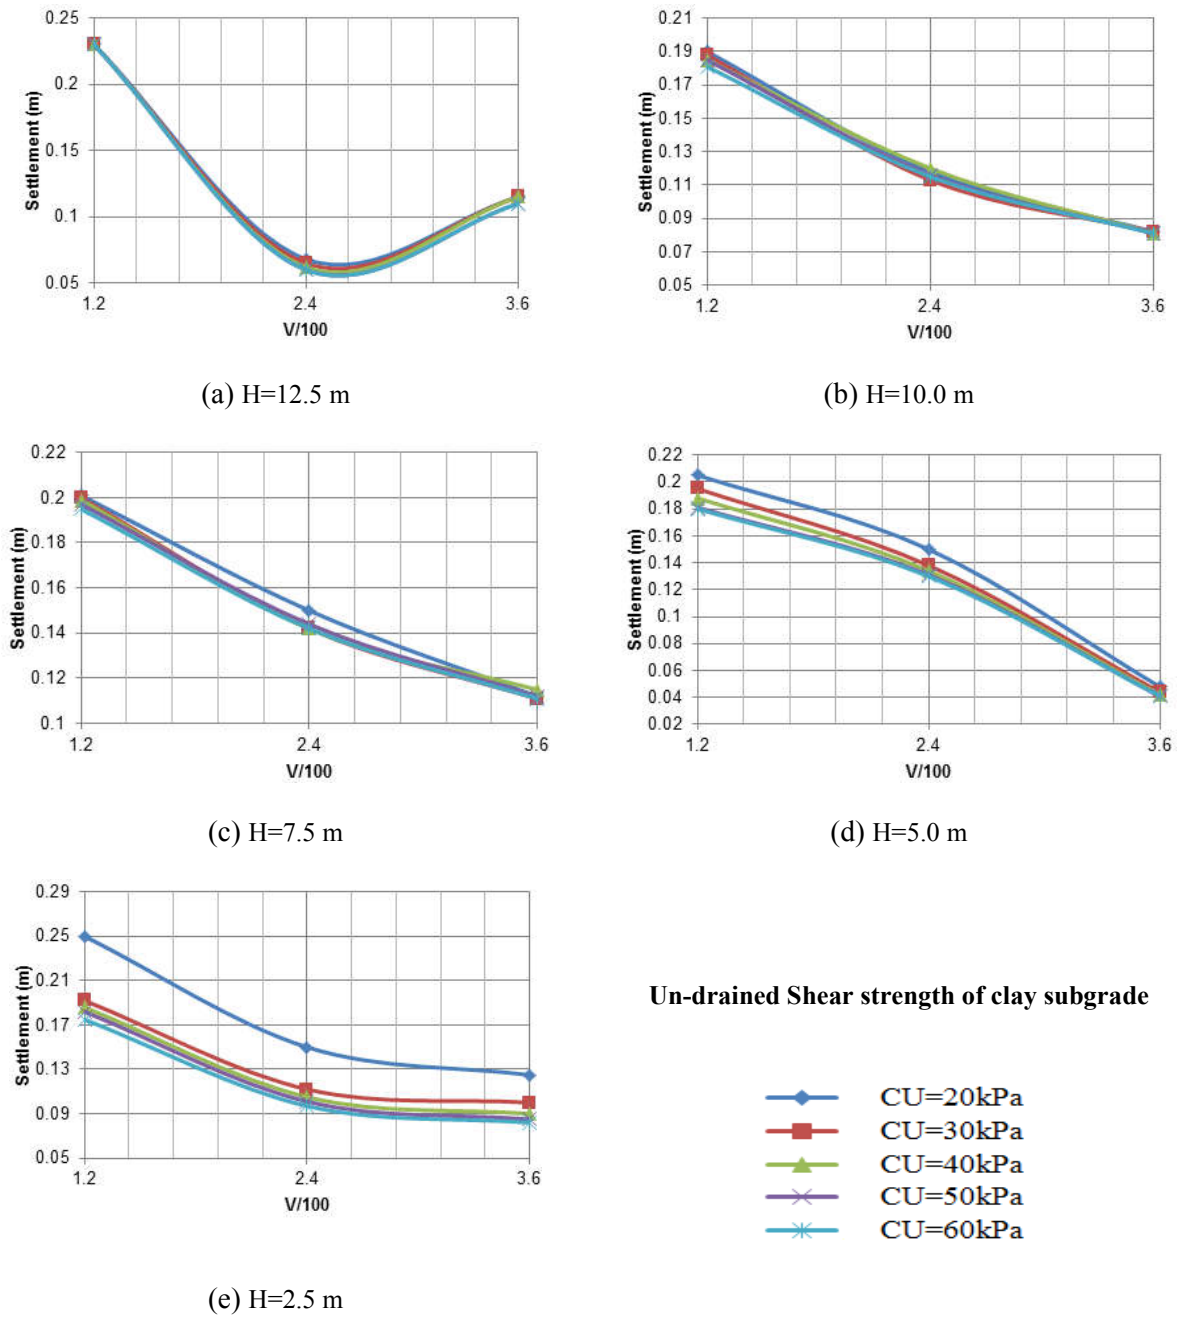 0.25
0.2
0.15
0.1
0.05
Settlement (m)
1.2 2.4 3.6
V/100
(a) H=12.5 m
0.21
0.19
0.17
0.15
0.13
0.11
0.09
0.07
0.05
Settlement (m)
1.2 2.4 3.6
V/100
(b) H=10.0 m
0.22
0.2
0.18
0.16
0.14
0.12
0.1
Settlement (m)
1.2 2.4 3.6
V/100
(c) H=7.5 m
0.22
0.2
0.18
0.16
0.14
0.12
0.1
0.08
0.06
0.04
0.02
Settlement (m)
1.2 2.4 3.6
V/100
(d) H=5.0 m
0.29
0.25
0.21
0.17
0.13
0.09
0.05
Settlement (m)
1.2 2.4 3.6
V/100
(e) H=2.5 m
Un-drained Shear strength of clay subgrade
CU=20kPa
CU=30kPa
CU=40kPa
CU=50kPa
CU=60kPa